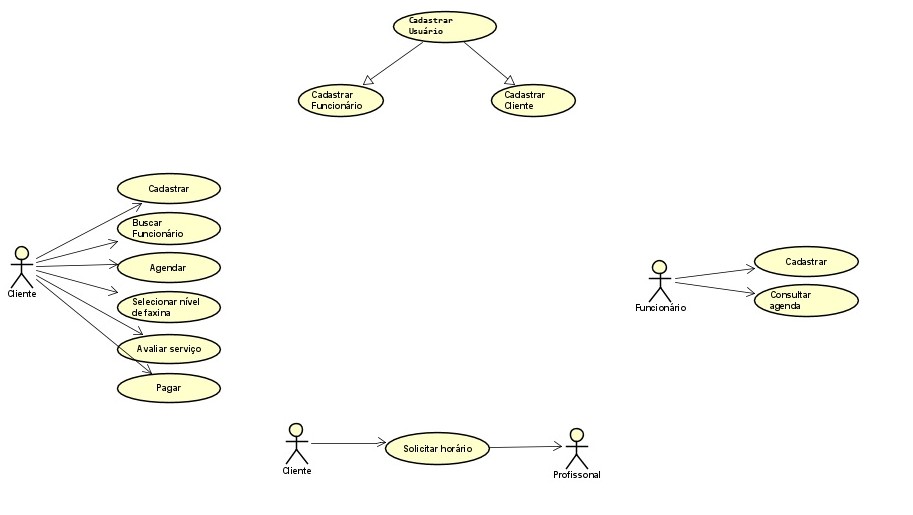 Cadastrar
Usuário
Cadastrar
Funcionário
Cadastrar
Cliente
Cadastrar
Buscar
Funcionário
Agendar
Selecionar nível
de faxina
Avaliar serviço
Pagar
Cliente
Cadastrar
Consultar
agenda
Funcionário
Solicitar horário
Cliente
Profissonal